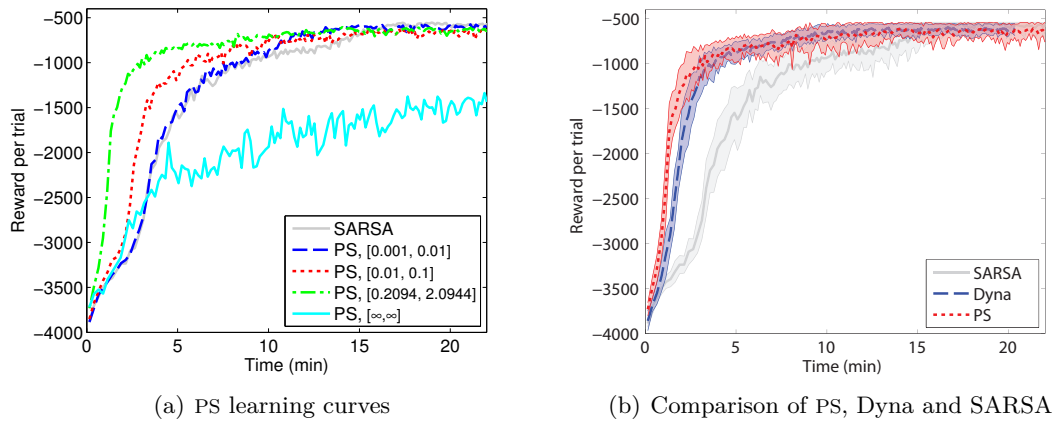 −500
−1000
−1500
−2000
−2500
−3000
−3500
−4000
Reward per trial
0
5
10
15
20
Time (min)
SARSA
PS, [0.001, 0.01]
PS, [0.01, 0.1]
PS, [0.2094, 2.0944]
PS, [∞,∞]
(a) PS learning curves
−500
−1000
−1500
−2000
−2500
−3000
−3500
−4000
Reward per trial
0
5
10
15
20
Time (min)
SARSA
Dyna
PS
(b) Comparison of PS, Dyna and SARSA